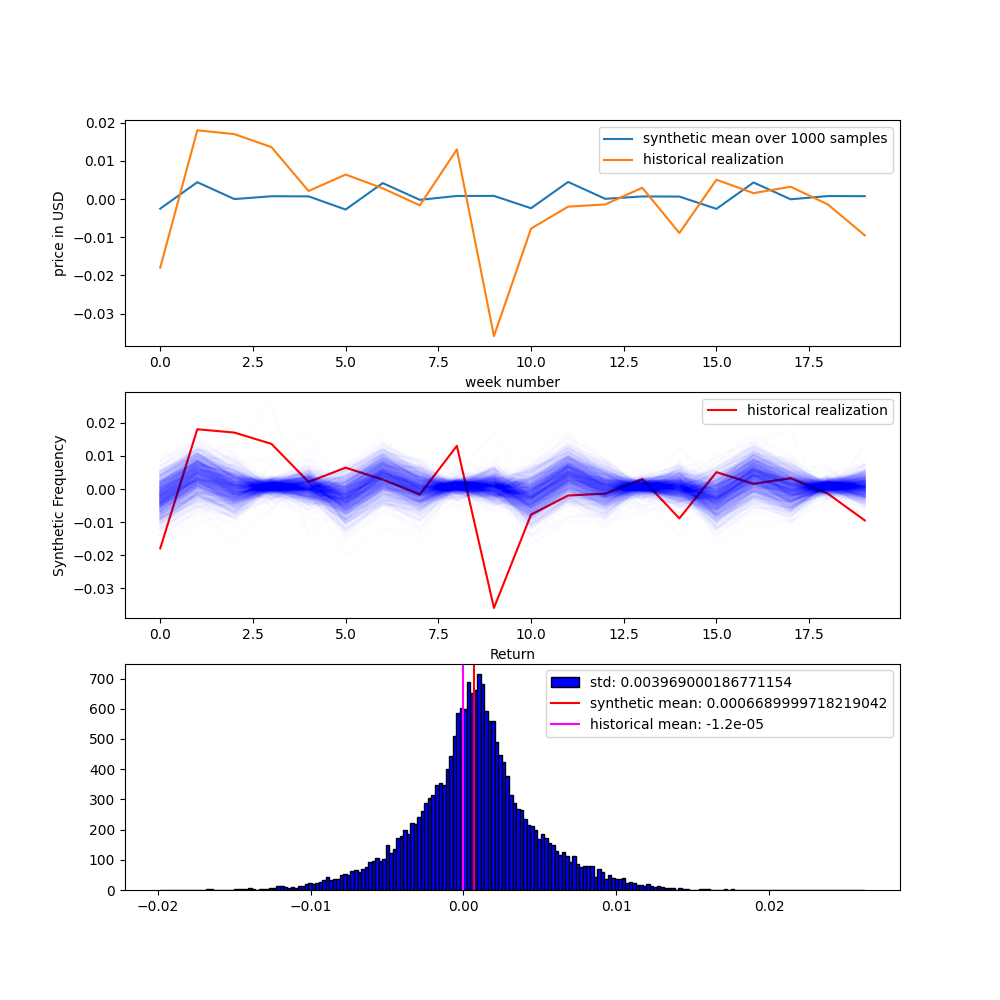 0.02
0.01
0.00
−0.01
−0.02
−0.03
price in USD
synthetic mean over 1000 samples
historical realization
0.0 2.5 5.0 7.5 10.0 12.5 15.0 17.5
week number
0.02
0.01
0.00
−0.01
−0.02
−0.03
Synthetic Frequency
historical realization
0.0 2.5 5.0 7.5 10.0 12.5 15.0 17.5
Return
700
600
500
400
300
200
100
0
std: 0.003969000186771154
synthetic mean: 0.0006689999718219042
historical mean: -1.2e-05
−0.02 −0.01 0.00 0.01 0.02